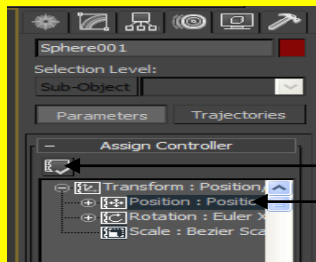 Sphere001
Selection Level:
Sub-Object
Parameters Trajectories
– Assign Controller
Transform : Position,
Position : Positic
Rotation : Euler X
Scale : Bezier Sca